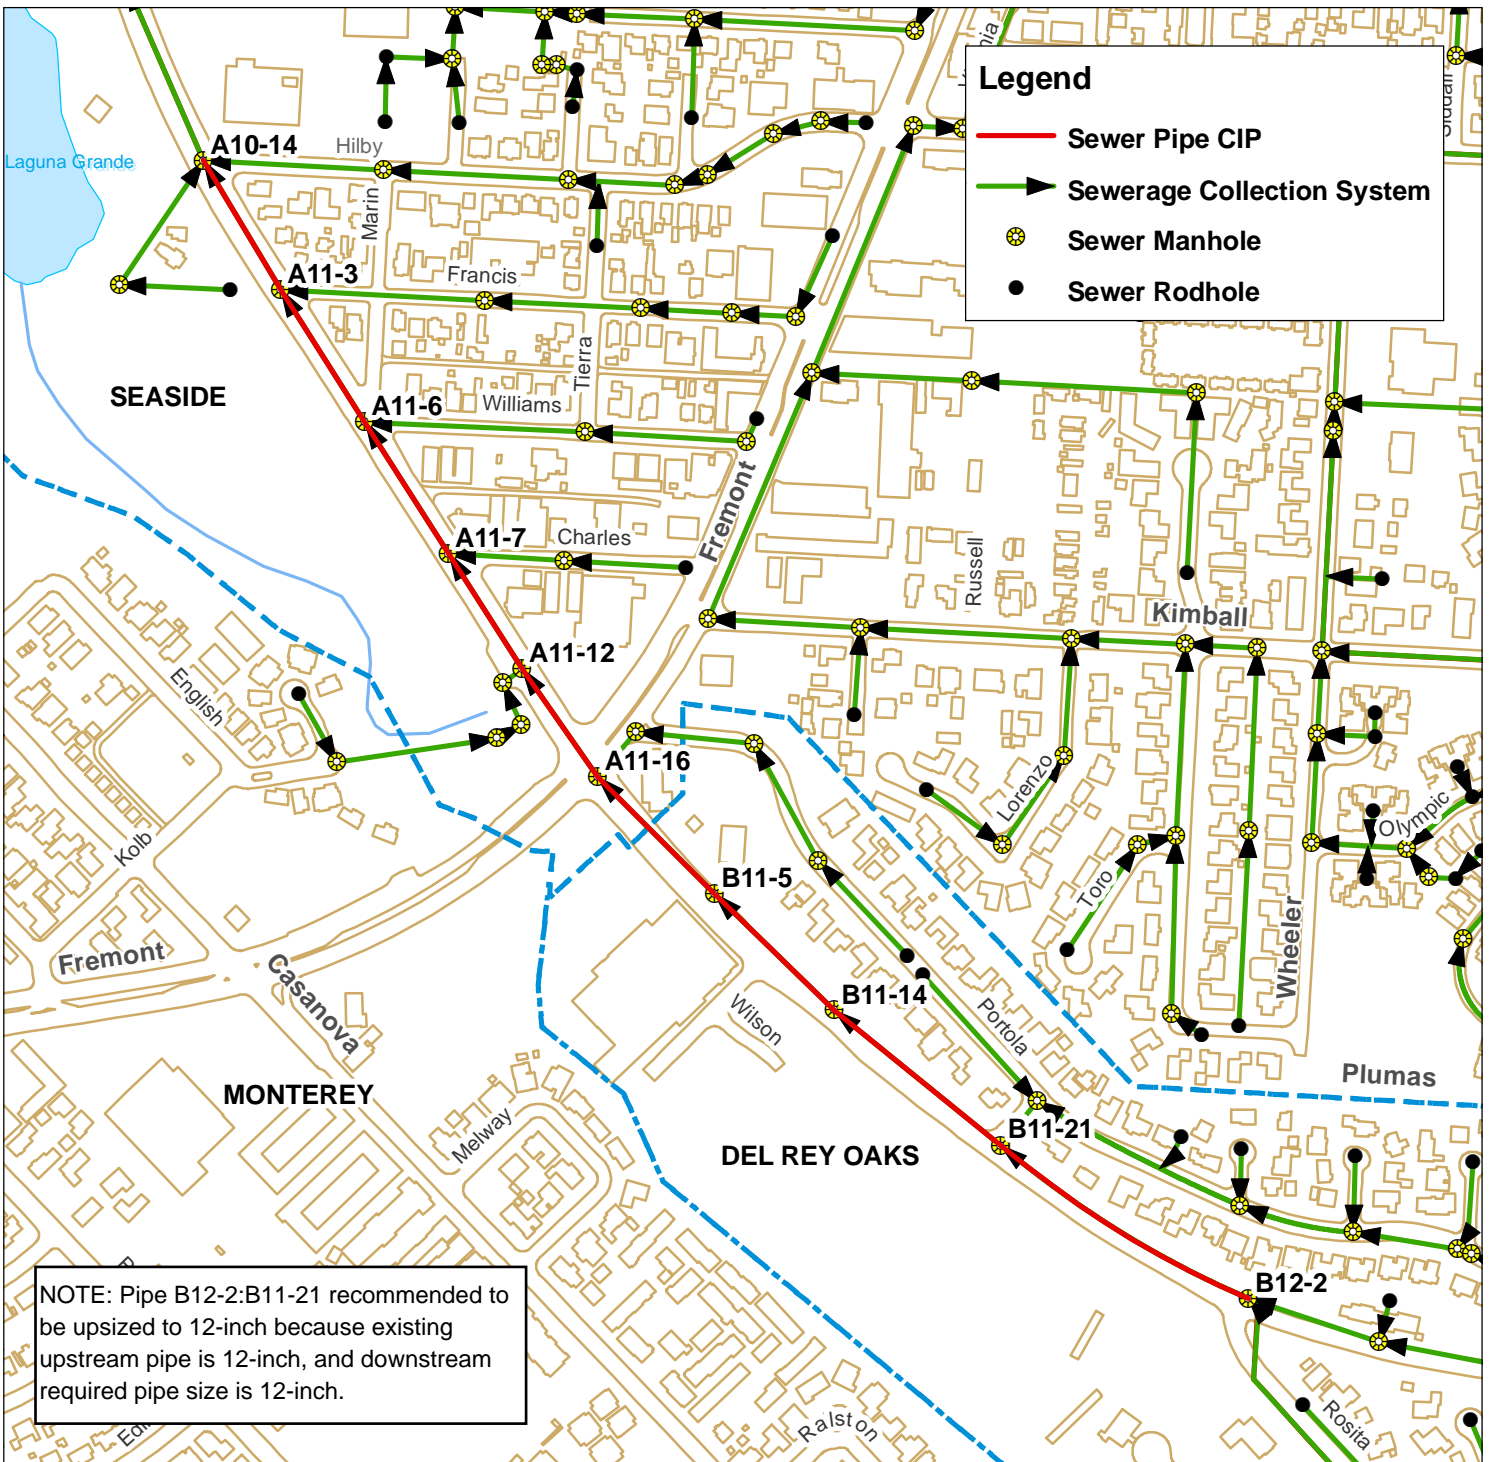 Legend
Sewer Pipe CIP
Sewerage Collection System
Sewer Manhole
Sewer Rodhole
A10-14
Hilby
Laguna Grande
Marin
A11-3
Francis
SEASIDE
Tierra
A11-6
Williams
A11-7
Charles
Fremont
Russell
Kimball
A11-12
English
A11-16
Lorenzo
Olympic
Kolb
B11-5
Toro
Wheeler
Fremont
Casanova
B11-14
Wilson
Portola
Plumas
MONTEREY
Melway
B11-21
DEL REY OAKS
B12-2
NOTE: Pipe B12-2:B11-21 recommended to
be upsized to 12-inch because existing
upstream pipe is 12-inch, and downstream
required pipe size is 12-inch.
Ralston
Rosita